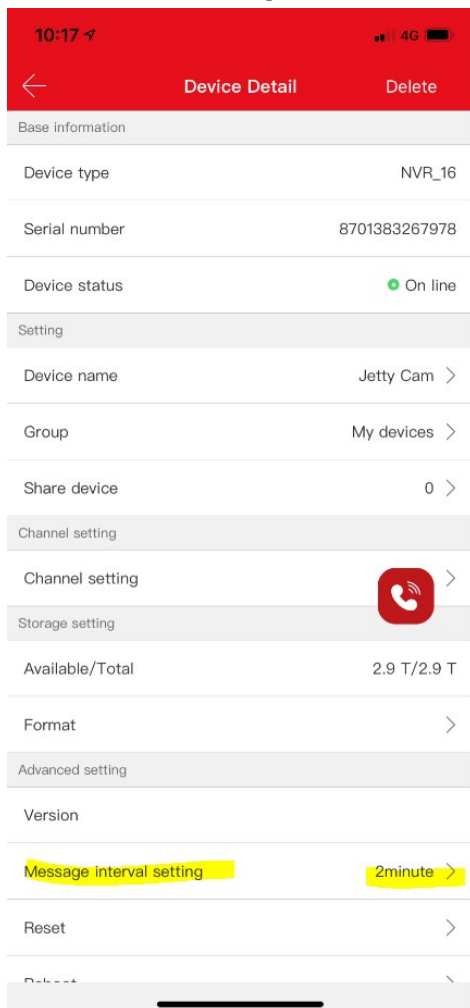 10:17
4G
Device Detail
Delete
Base information
Device type NVR_16
Serial number 8701383267978
Device status On line
Setting
Device name Jetty Cam
Group My devices
Share device 0
Channel setting
Channel setting
Storage setting
Available/Total 2.9 T/2.9 T
Format
Advanced setting
Version
Message interval setting 2minute
Reset